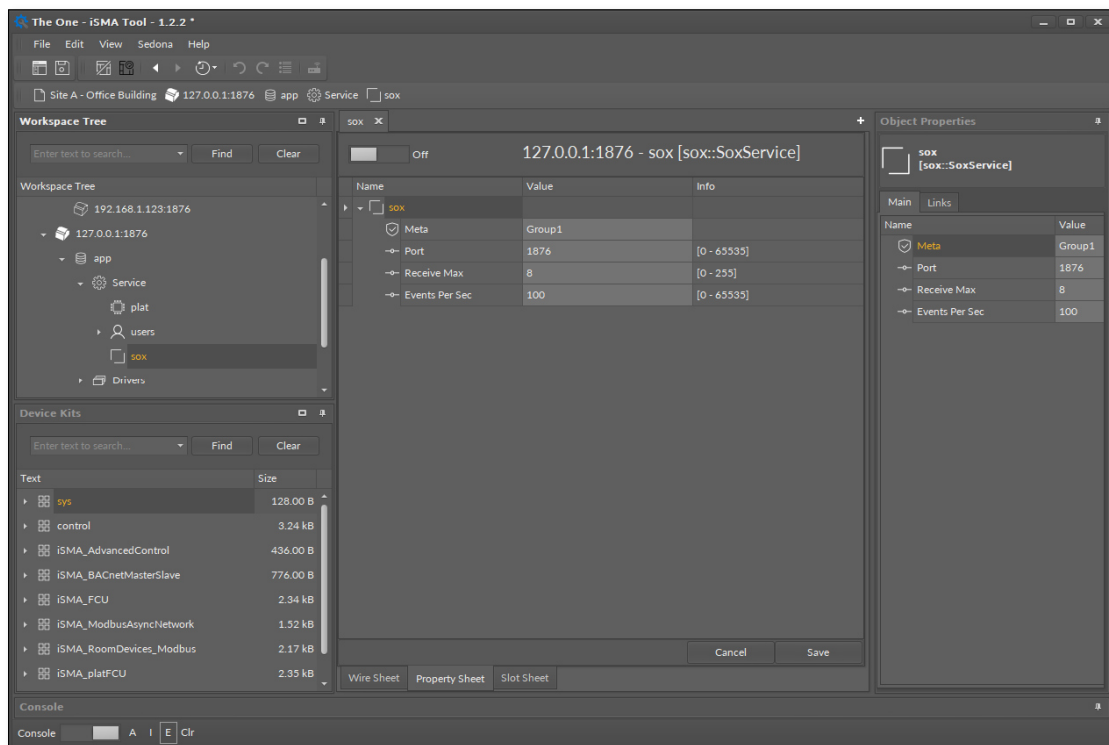 The One - iSMA Tool - 1.2.2 *
File Edit View Sedona Help
Site A - Office Building 127.0.0.1:1876 app Service sox
Workspace Tree
Enter text to search... Find Clear
Workspace Tree
192.168.1.123:1876
127.0.0.1:1876
app
Service
plat
users
sox
Drivers
Device Kits
Enter text to search... Find Clear
Text Size
sys 128.00 B
control 3.24 kB
iSMA_AdvancedControl 436.00 B
iSMA_BACnetMasterSlave 776.00 B
iSMA_FCU 2.34 kB
iSMA_ModbusAsyncNetwork 1.52 kB
iSMA_RoomDevices_Modbus 2.17 kB
iSMA_platFCU 2.35 kB
sox
Off 127.0.0.1:1876 - sox [sox::SoxService]
Name Value Info
sox
Meta Group1
Port 1876 [0 - 65535]
Receive Max 8 [0 - 255]
Events Per Sec 100 [0 - 65535]
Cancel Save
Wire Sheet Property Sheet Slot Sheet
Object Properties
sox
[sox::SoxService]
Main Links
Name Value
Meta Group1
Port 1876
Receive Max 8
Events Per Sec 100
Console
Console A I E Clr